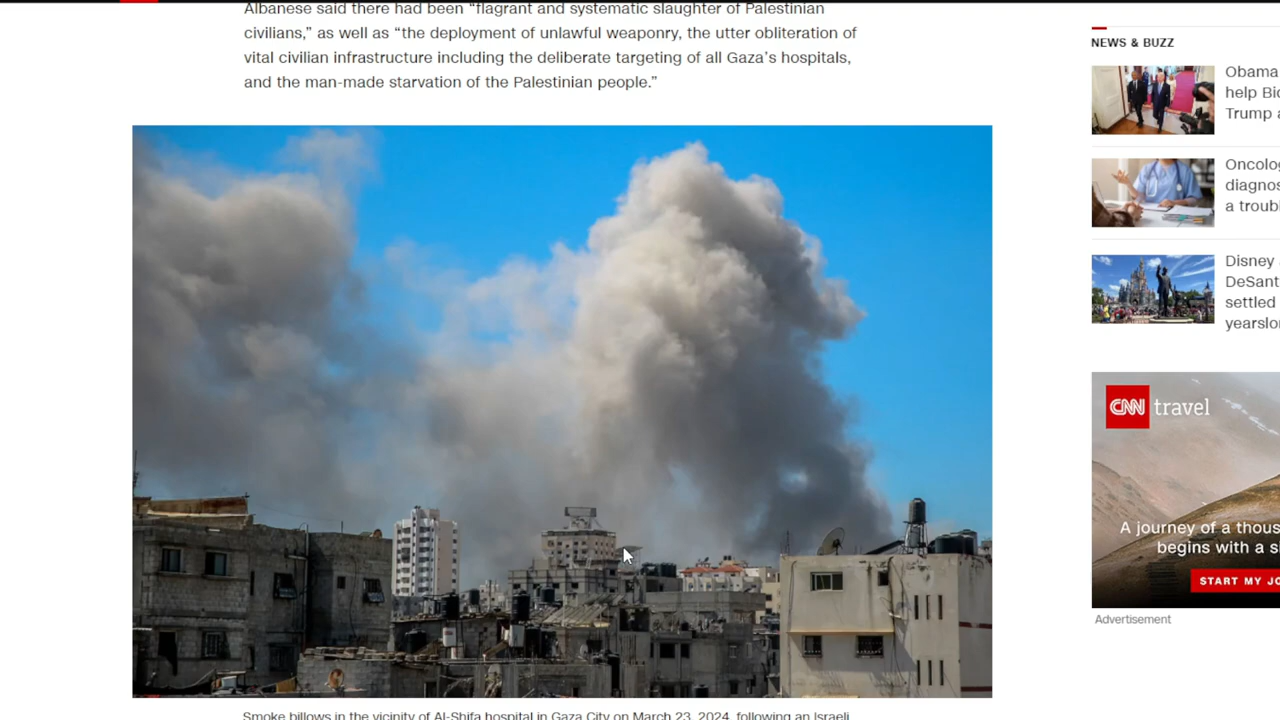 Albanese said there had been “flagrant and systematic slaughter of Palestinian
civilians,” as well as “the deployment of unlawful weaponry, the utter obliteration of
vital civilian infrastructure including the deliberate targeting of all Gaza’s hospitals,
and the man-made starvation of the Palestinian people.”
Smoke billows in the vicinity of Al-Shifa hospital in Gaza City on March 23, 2024, following an Israeli
NEWS & BUZZ
Obama
help Bid
Trump a
Oncolog
diagnos
a troubl
Disney
DeSant
settled
yearslo
CNN travel
A journey of a thous
begins with a si
START MY JO
Advertisement